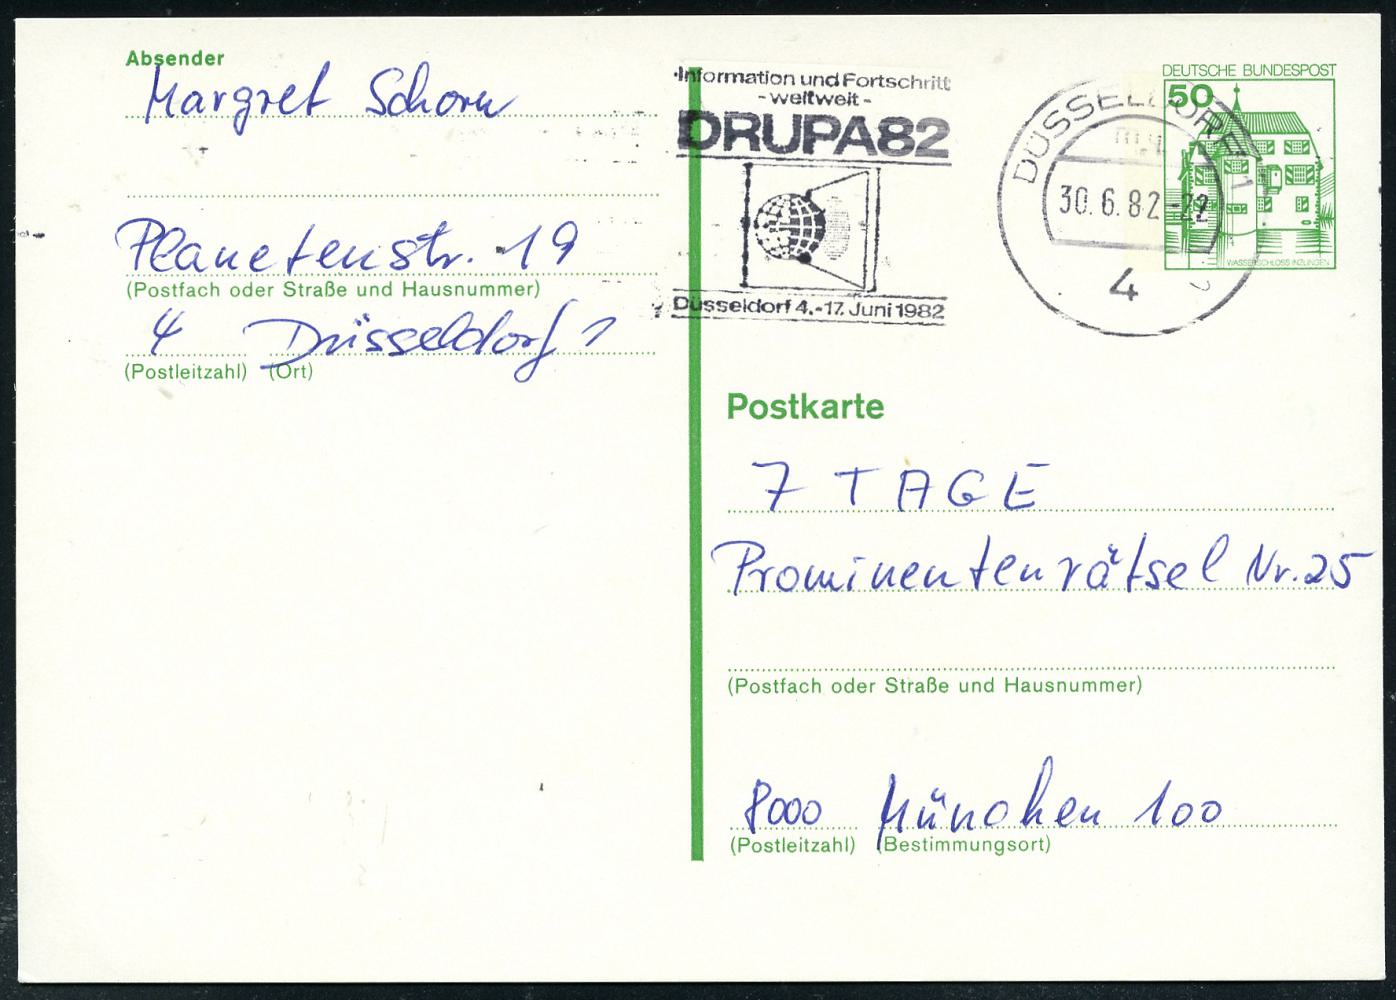 Absender
Margret Schorn
Planetenstr. 19
(Postfach oder Straße und Hausnummer)
4 Düsseldorf 1
(Postleitzahl) (Ort)
Information und Fortschritt
- weltweit -
DRUPA82
Düsseldorf 4.-17. Juni 1982
DÜSSELDORF 1
30.6.82-22
4
DEUTSCHE BUNDESPOST
50
WASSERSCHLOSS INZLINGEN
Postkarte
7 TAGE
Prominentenrätsel Nr. 25
(Postfach oder Straße und Hausnummer)
8000 München 100
(Postleitzahl) (Bestimmungsort)